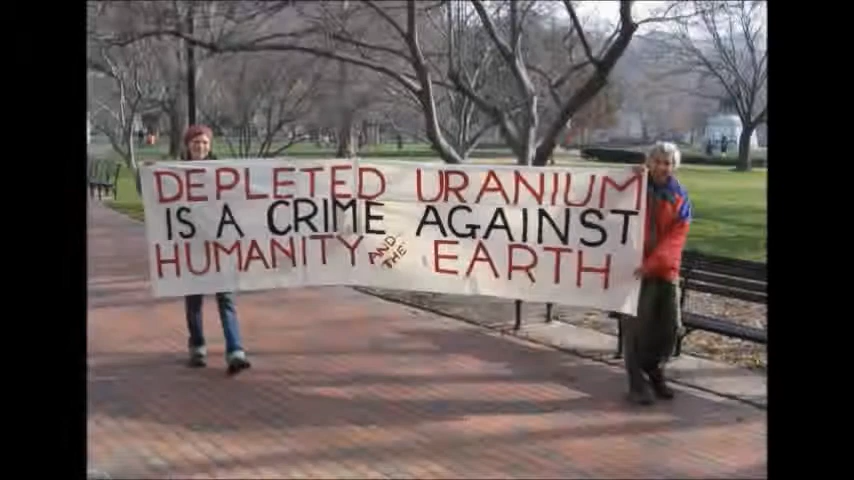 DEPLETED URANIUM
IS A CRIME AGAINST
HUMANITY AND THE EARTH